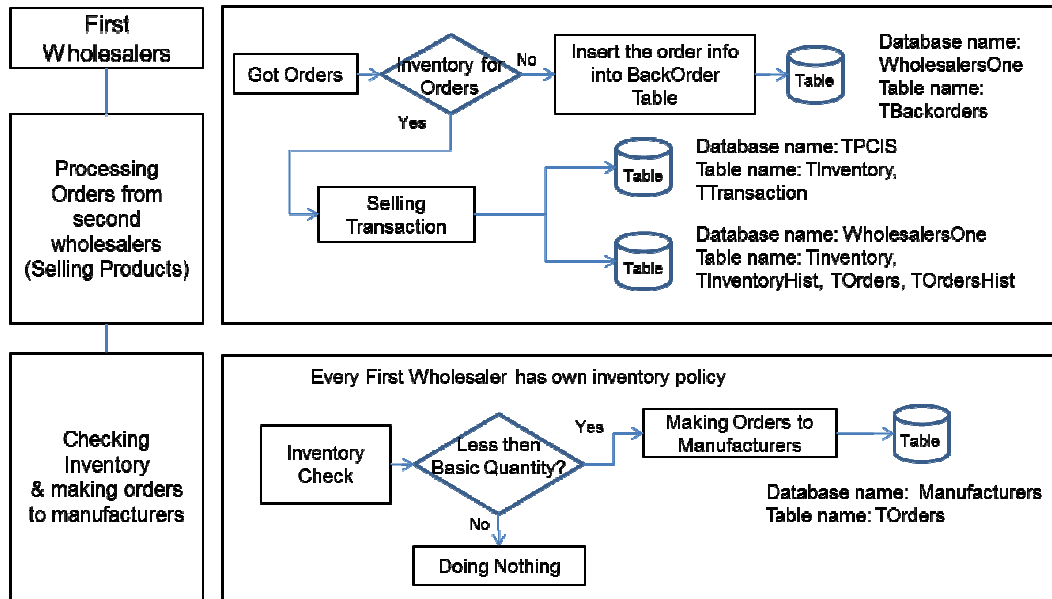 First
Wholesalers
Got Orders
Inventory for
Orders
No
Insert the order info
into BackOrder
Table
Table
Database name:
WholesalersOne
Table name:
TBackorders
Yes
Processing
Orders from
second
wholesalers
(Selling Products)
Selling
Transaction
Table
Database name: TPCIS
Table name: TInventory,
TTransaction
Table
Database name: WholesalersOne
Table name: TInventory,
TInventoryHist, TOrders, TOrdersHist
Checking
Inventory
& making orders
to manufacturers
Every First Wholesaler has own inventory policy
Inventory
Check
Less then
Basic Quantity?
Yes
Making Orders to
Manufacturers
Table
Database name: Manufacturers
Table name: TOrders
No
Doing Nothing